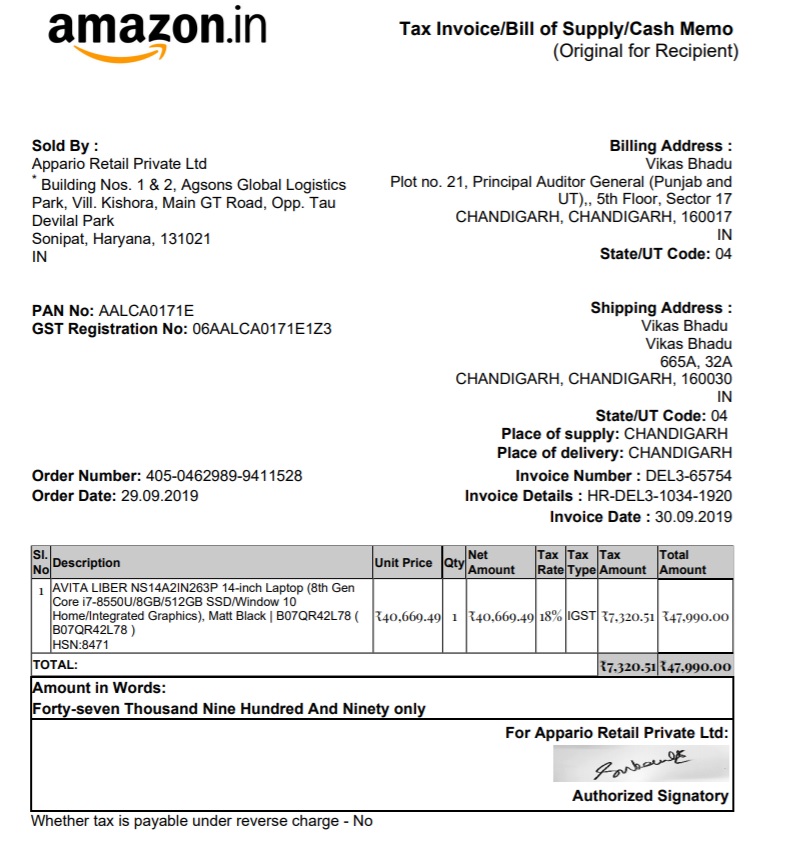 amazon.in
Tax Invoice/Bill of Supply/Cash Memo
(Original for Recipient)
Sold By :
Appario Retail Private Ltd
* Building Nos. 1 & 2, Agsons Global Logistics
Park, Vill. Kishora, Main GT Road, Opp. Tau
Devilal Park
Sonipat, Haryana, 131021
IN
Billing Address :
Vikas Bhadu
Plot no. 21, Principal Auditor General (Punjab and
UT),, 5th Floor, Sector 17
CHANDIGARH, CHANDIGARH, 160017
IN
State/UT Code: 04
PAN No: AALCA0171E
GST Registration No: 06AALCA0171E1Z3
Shipping Address :
Vikas Bhadu
Vikas Bhadu
665A, 32A
CHANDIGARH, CHANDIGARH, 160030
IN
State/UT Code: 04
Place of supply: CHANDIGARH
Place of delivery: CHANDIGARH
Order Number: 405-0462989-9411528
Order Date: 29.09.2019
Invoice Number : DEL3-65754
Invoice Details : HR-DEL3-1034-1920
Invoice Date : 30.09.2019
Sl. No Description Unit Price Qty Net Amount Tax Rate Tax Type Tax Amount Total Amount
1 AVITA LIBER NS14A2IN263P 14-inch Laptop (8th Gen
Core i7-8550U/8GB/512GB SSD/Window 10
Home/Integrated Graphics), Matt Black | B07QR42L78 (
B07QR42L78 )
HSN:8471
₹40,669.49 1 ₹40,669.49 18% IGST ₹7,320.51 ₹47,990.00
TOTAL: ₹7,320.51 ₹47,990.00
Amount in Words:
Forty-seven Thousand Nine Hundred And Ninety only
For Appario Retail Private Ltd:
Authorized Signatory
Whether tax is payable under reverse charge - No